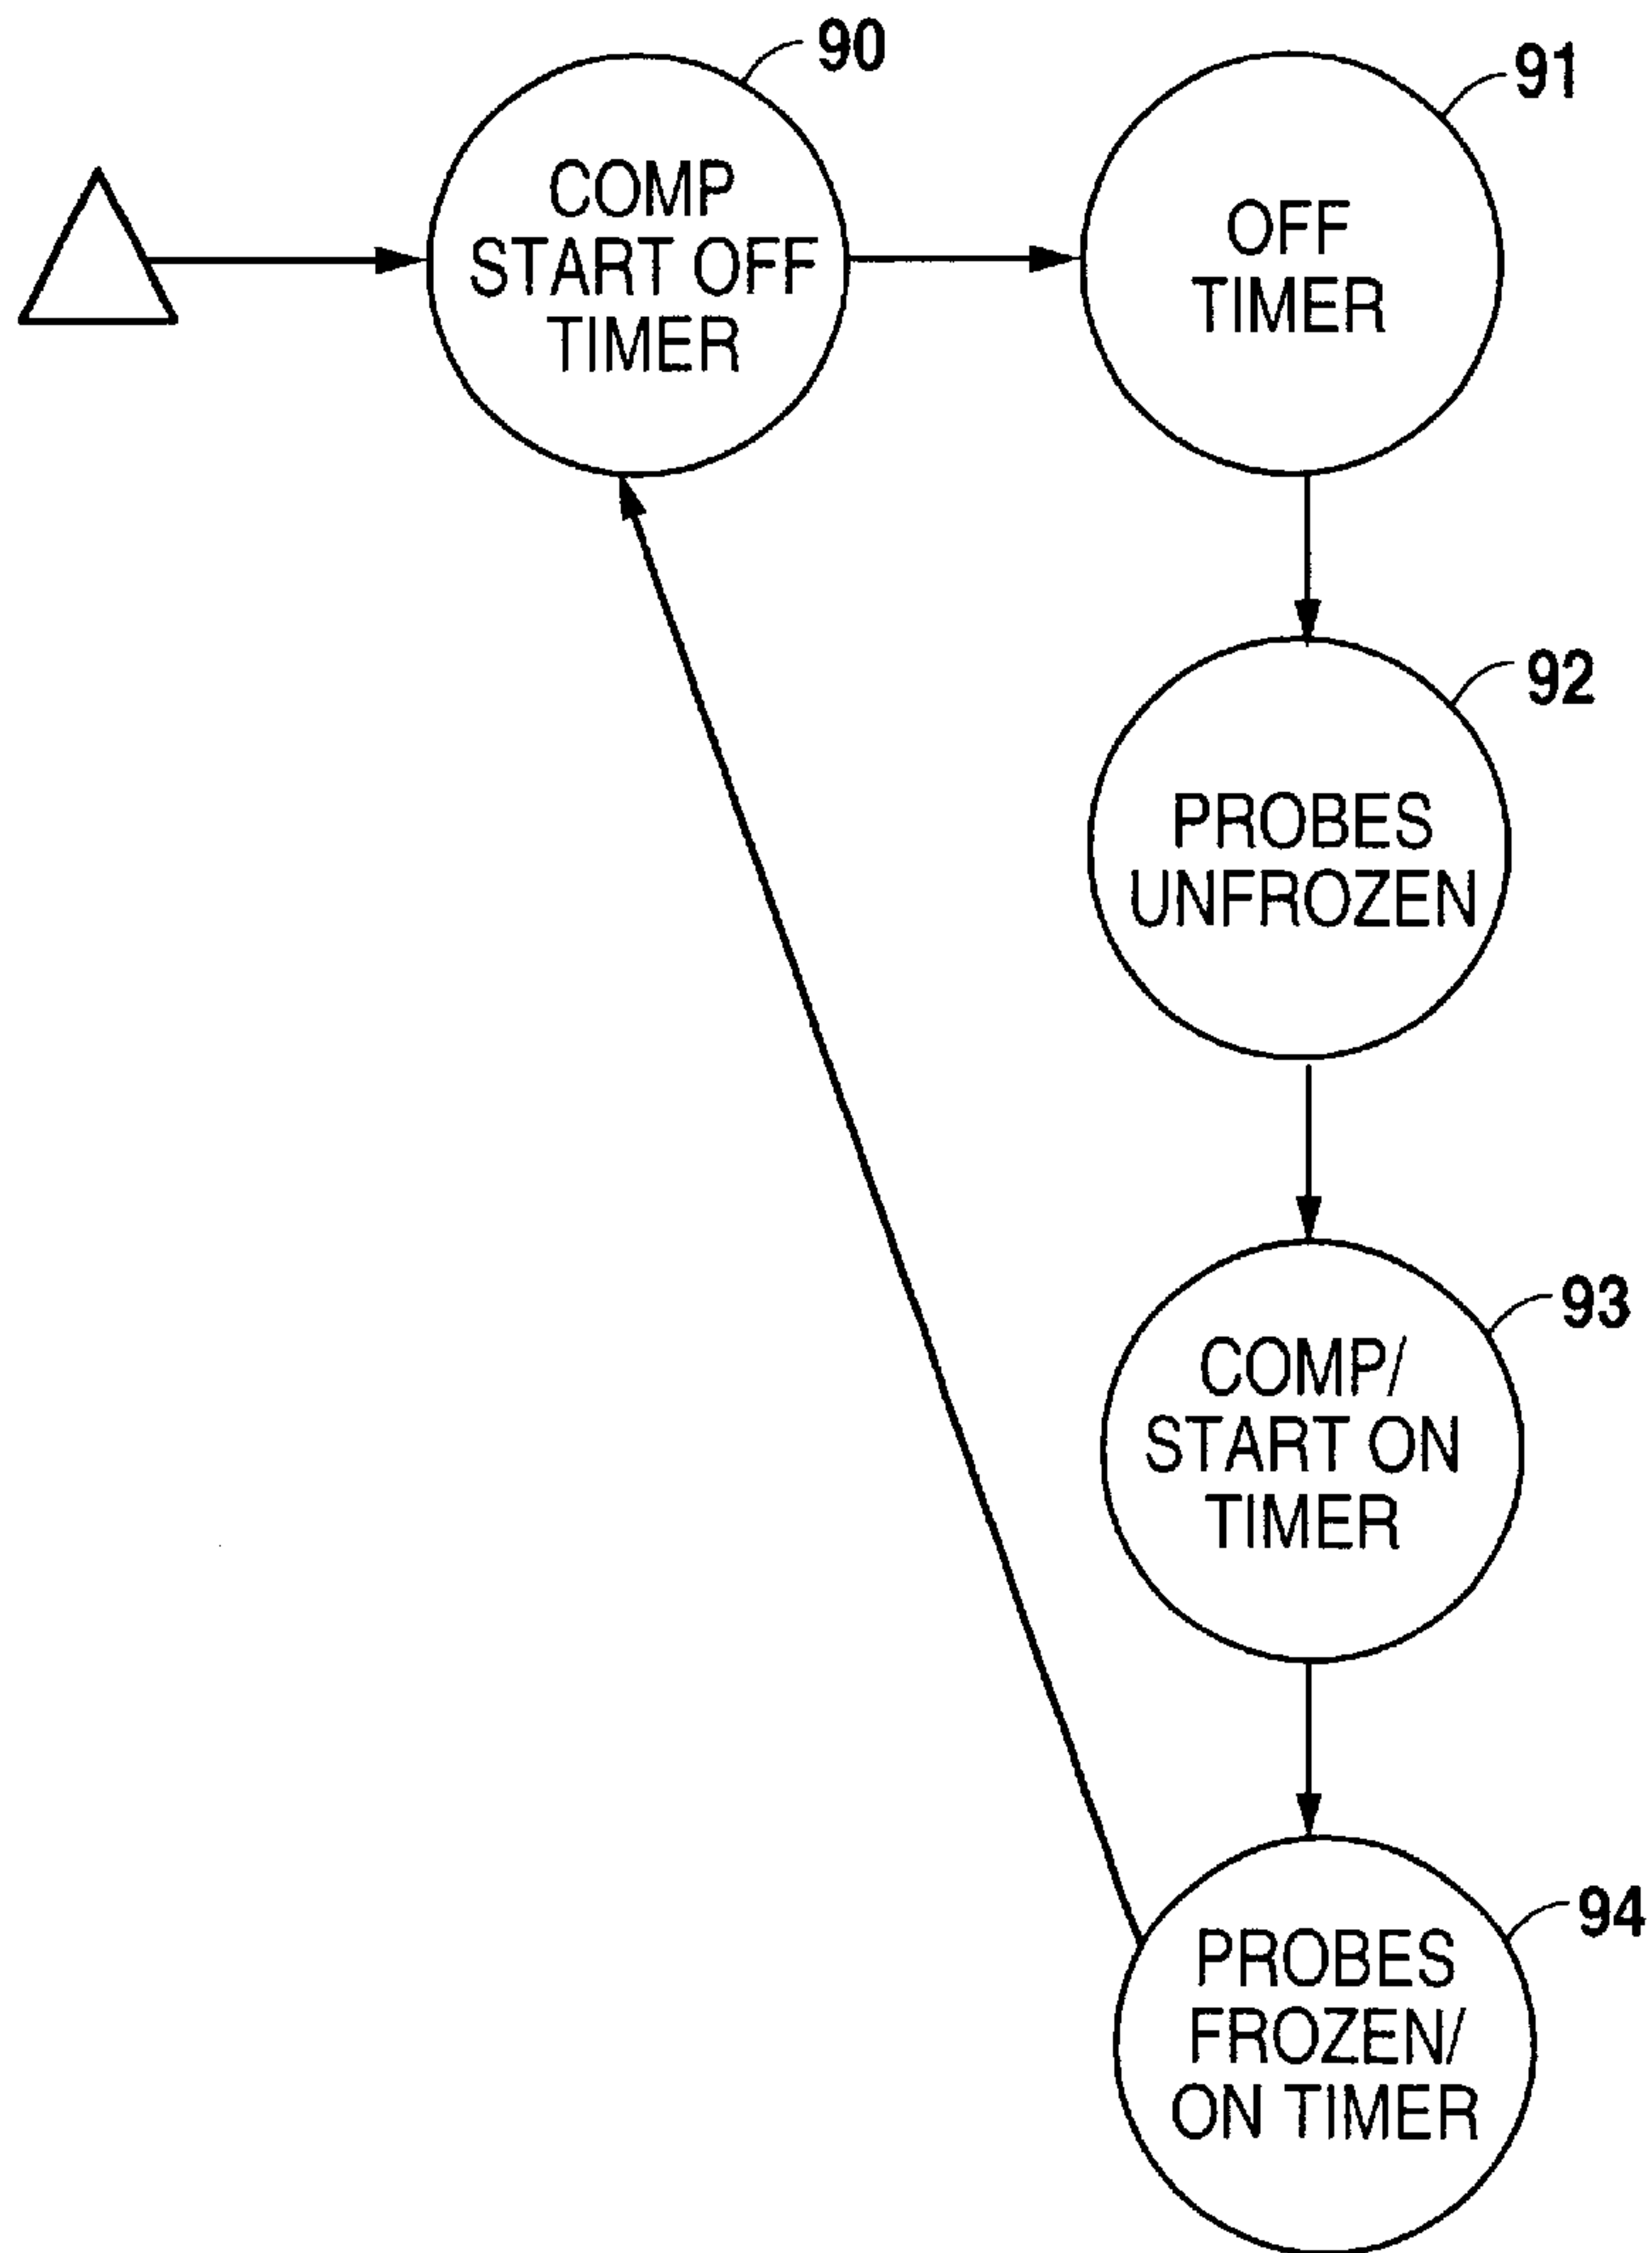 90
COMP
START OFF
TIMER
91
OFF
TIMER
92
PROBES
UNFROZEN
93
COMP/
START ON
TIMER
94
PROBES
FROZEN/
ON TIMER